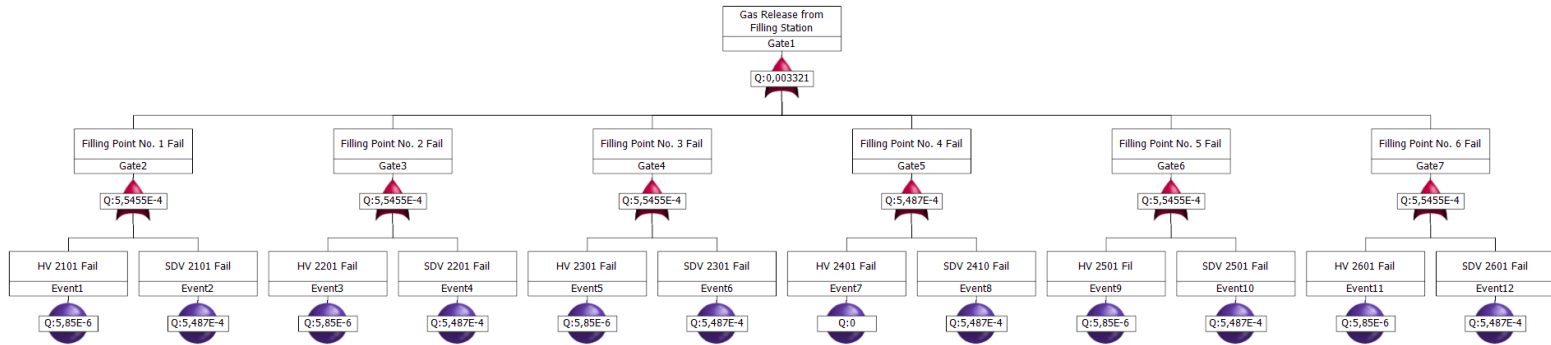 Gas Release from
Filling Station
Gate1
Q:0,003321
Filling Point No. 1 Fail
Gate2
Q:5,5455E-4
Filling Point No. 2 Fail
Gate3
Q:5,5455E-4
Filling Point No. 3 Fail
Gate4
Q:5,5455E-4
Filling Point No. 4 Fail
Gate5
Q:5,487E-4
Filling Point No. 5 Fail
Gate6
Q:5,5455E-4
Filling Point No. 6 Fail
Gate7
Q:5,5455E-4
HV 2101 Fail
Event1
Q:5,85E-6
SDV 2101 Fail
Event2
Q:5,487E-4
HV 2201 Fail
Event3
Q:5,85E-6
SDV 2201 Fail
Event4
Q:5,487E-4
HV 2301 Fail
Event5
Q:5,85E-6
SDV 2301 Fail
Event6
Q:5,487E-4
HV 2401 Fail
Event7
Q:0
SDV 2410 Fail
Event8
Q:5,487E-4
HV 2501 Fil
Event9
Q:5,85E-6
SDV 2501 Fail
Event10
Q:5,487E-4
HV 2601 Fail
Event11
Q:5,85E-6
SDV 2601 Fail
Event12
Q:5,487E-4